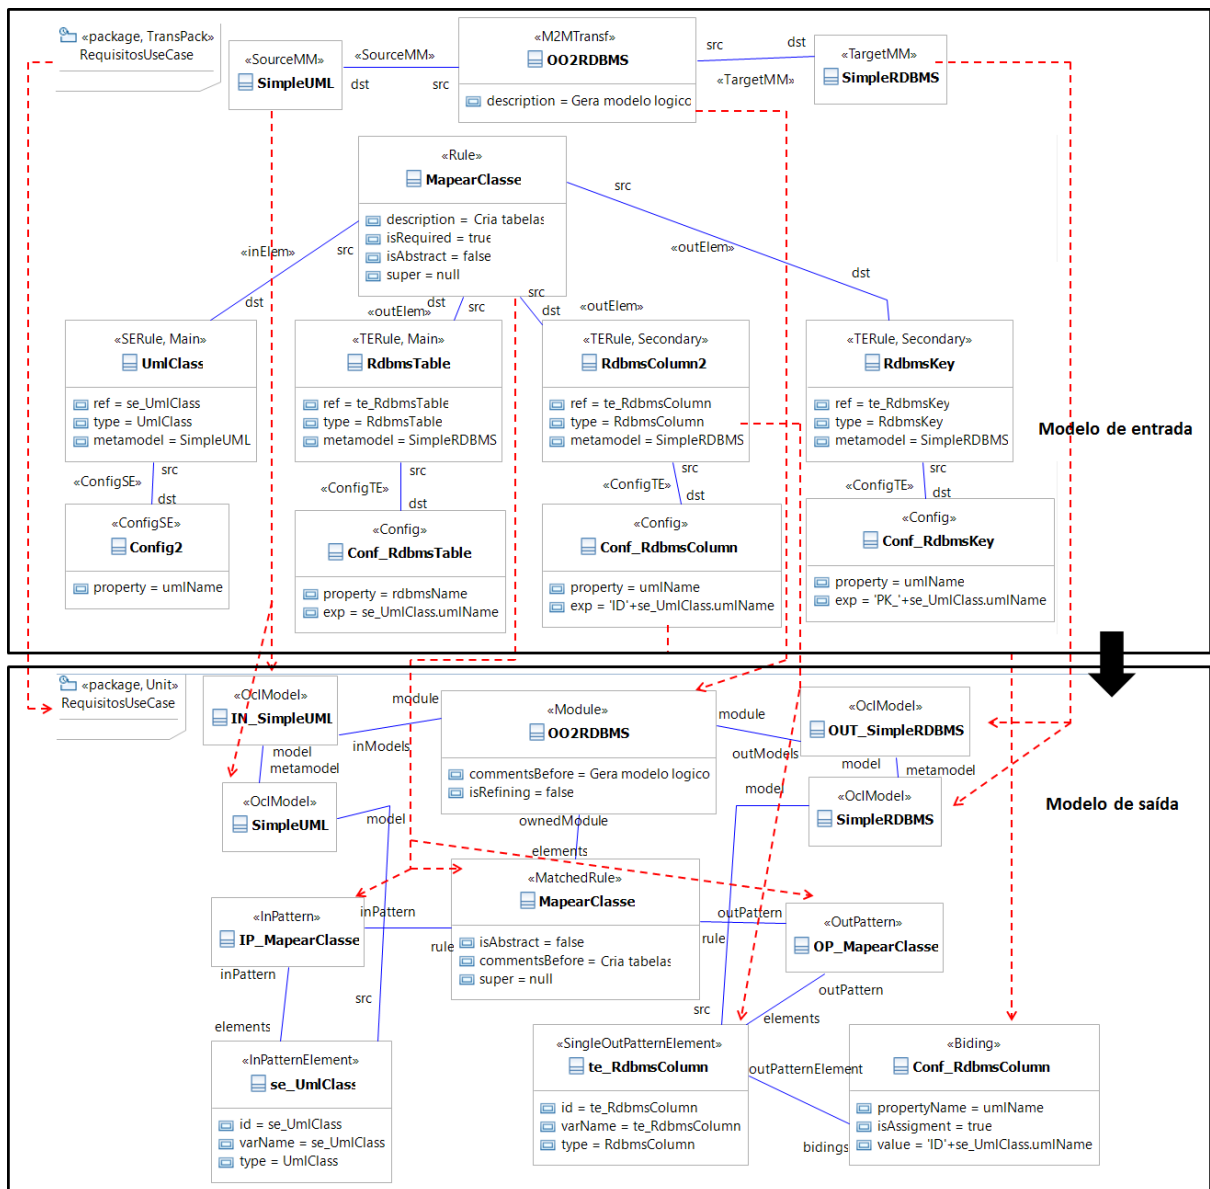 «package, TransPack»
RequisitosUseCase
«SourceMM»
SimpleUML
«SourceMM»
dst
src
«M2MTransf»
OO2RDBMS
description = Gera modelo logico
src
dst
«TargetMM»
«TargetMM»
SimpleRDBMS
«Rule»
MapearClasse
description = Cria tabelas
isRequired = true
isAbstract = false
super = null
src
«inElem»
dst
src
«outElem»
dst
«outElem»
dst
src
src
«outElem»
dst
«SERule, Main»
UmlClass
ref = se_UmlClass
type = UmlClass
metamodel = SimpleUML
«TERule, Main»
RdbmsTable
ref = te_RdbmsTable
type = RdbmsTable
metamodel = SimpleRDBMS
«TERule, Secondary»
RdbmsColumn2
ref = te_RdbmsColumn
type = RdbmsColumn
metamodel = SimpleRDBMS
«TERule, Secondary»
RdbmsKey
ref = te_RdbmsKey
type = RdbmsKey
metamodel = SimpleRDBMS
Modelo de entrada
src
«ConfigSE»
dst
src
«ConfigTE»
dst
src
«ConfigTE»
dst
src
«ConfigTE»
dst
«ConfigSE»
Config2
property = umlName
«Config»
Conf_RdbmsTable
property = rdbmsName
exp = se_UmlClass.umlName
«Config»
Conf_RdbmsColumn
property = umlName
exp = 'ID'+se_UmlClass.umlName
«Config»
Conf_RdbmsKey
property = umlName
exp = 'PK_'+se_UmlClass.umlName
«package, Unit»
RequisitosUseCase
«OclModel»
IN_SimpleUML
module
inModels
model
metamodel
«Module»
OO2RDBMS
commentsBefore = Gera modelo logico
isRefining = false
module
outModels
«OclModel»
OUT_SimpleRDBMS
model
metamodel
«OclModel»
SimpleUML
model
model
«OclModel»
SimpleRDBMS
Modelo de saída
ownedModule
elements
«MatchedRule»
MapearClasse
isAbstract = false
commentsBefore = Cria tabelas
super = null
«InPattern»
IP_MapearClasse
inPattern
rule
inPattern
outPattern
rule
«OutPattern»
OP_MapearClasse
outPattern
src
elements
src
elements
«InPatternElement»
se_UmlClass
id = se_UmlClass
varName = se_UmlClass
type = UmlClass
«SingleOutPatternElement»
te_RdbmsColumn
id = te_RdbmsColumn
varName = te_RdbmsColumn
type = RdbmsColumn
outPatternElement
bidings
«Biding»
Conf_RdbmsColumn
propertyName = umlName
isAssigment = true
value = 'ID'+se_UmlClass.umlName